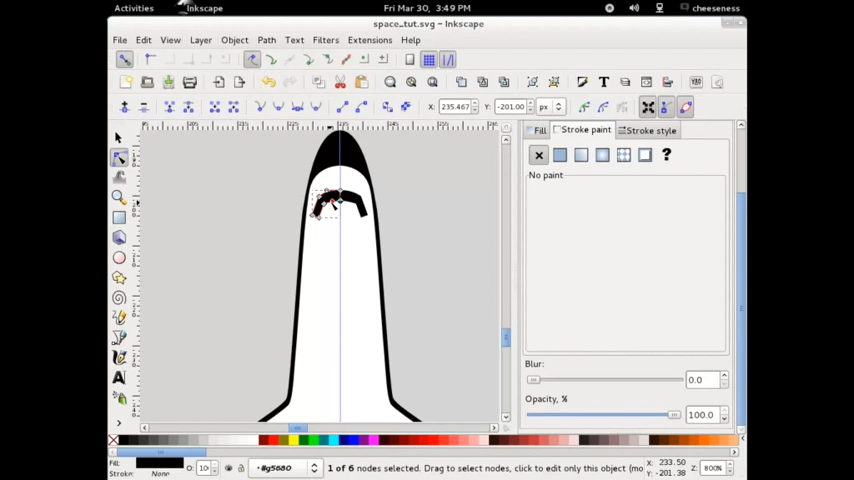 Activities Inkscape Fri Mar 30, 3:49 PM cheeseness
space_tut.svg - Inkscape
File Edit View Layer Object Path Text Filters Extensions Help
X: 235.467 Y: -201.00 px
Fill Stroke paint Stroke style
No paint
Blur:
0.0
Opacity, %
100.0
Fill:
Stroke: None
O: 10
#g5680
1 of 6 nodes selected. Drag to select nodes, click to edit only this object (mo
X: 233.50
Y: -201.38
Z: 800%